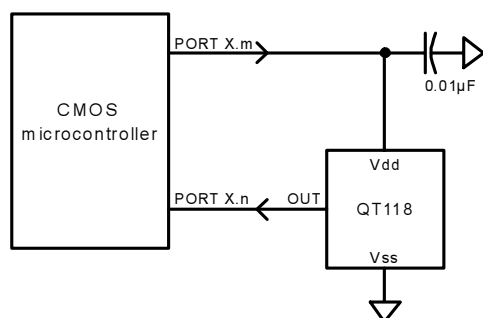 PORT X.m
0.01µF
CMOS
microcontroller
Vdd
PORT X.n
OUT
QT118
Vss